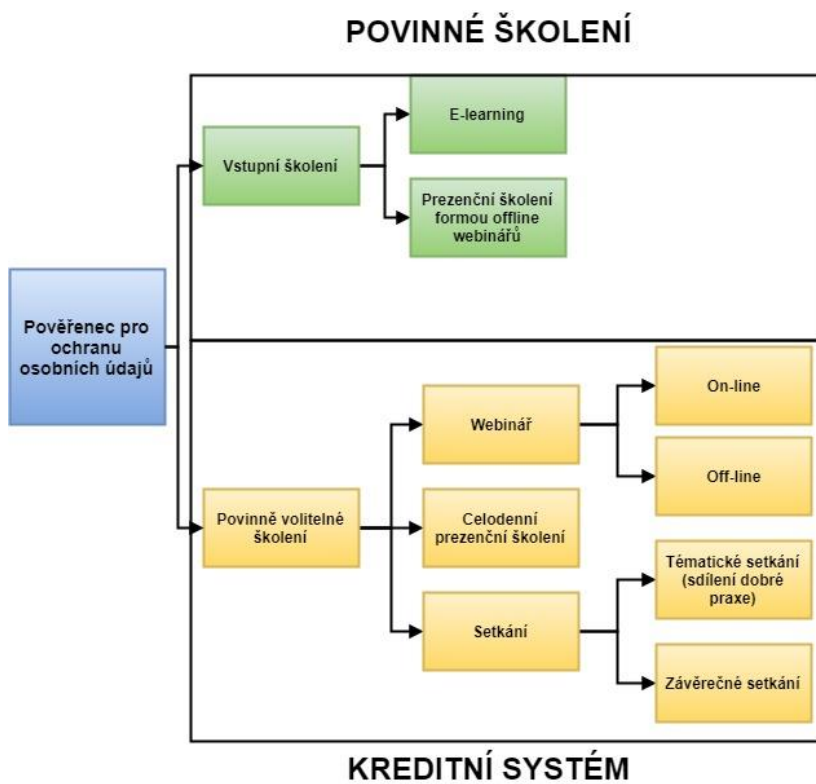 POVINNÉ ŠKOLENÍ
E-learning
Vstupní školení
Prezenční školení
formou offline
webinářů
Pověřenec pro
ochranu
osobních údajů
On-line
Webinář
Off-line
Povinně volitelné
školení
Celodenní
prezenční školení
Tématické setkání
(sdílení dobré
praxe)
Setkání
Závěrečné setkání
KREDITNÍ SYSTÉM